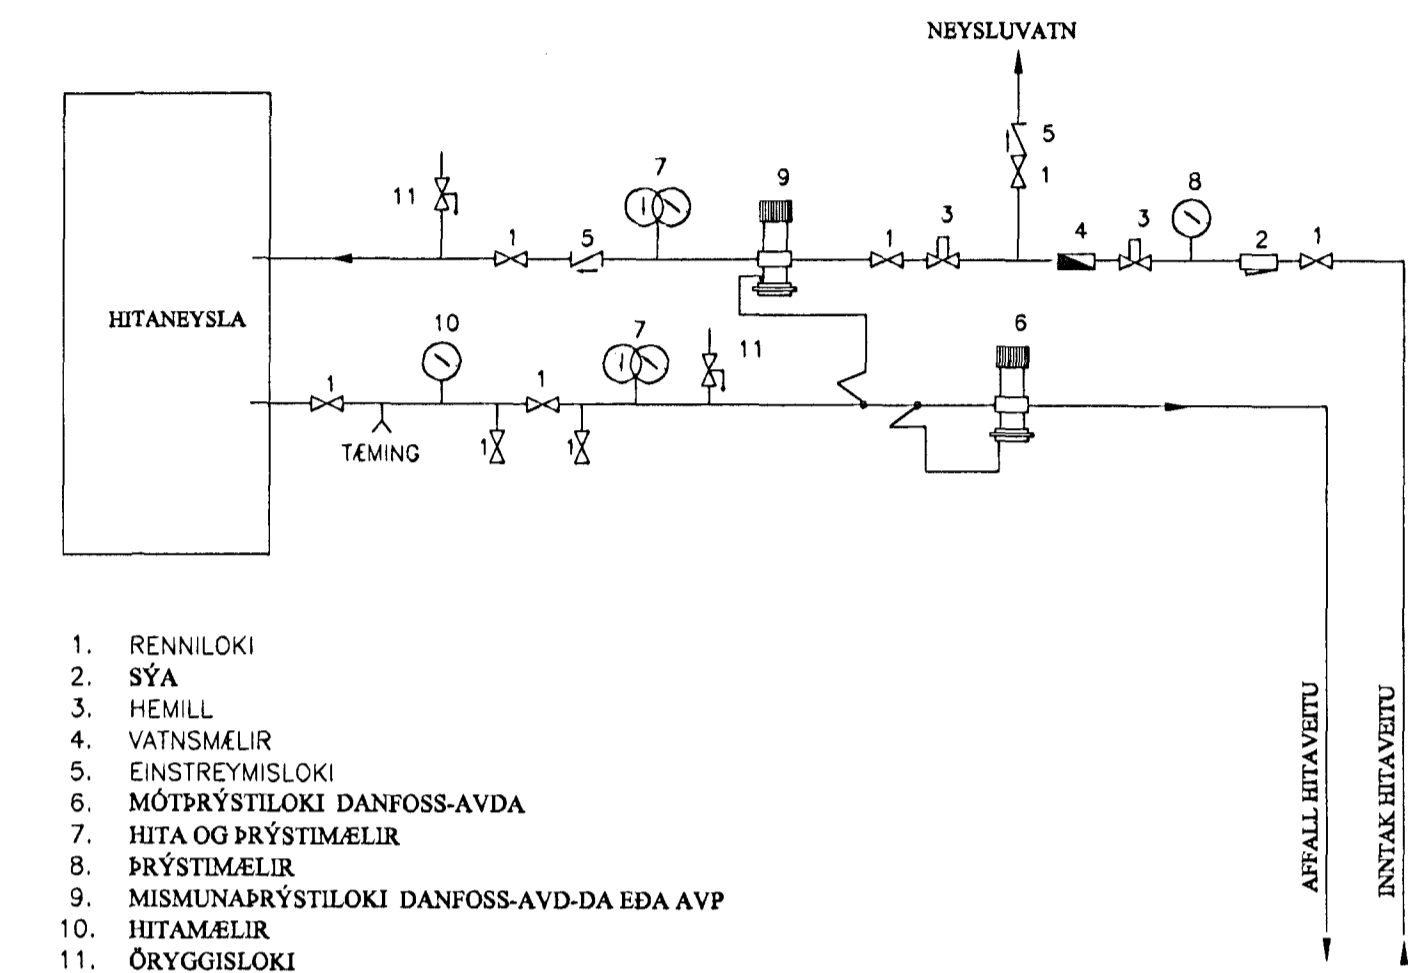 NEYSLUVATN
5
1
7
9
8
11
3
4
3
1
5
1
2
1
HITANEYSLA
10
7
6
11
1
1
TÆMING
1
1
1. RENNILOKI
2. SÝA
3. HEMILL
4. VATNSMÆLIR
5. EINSTREYMISLOKI
6. MÓTÞRÝSTILOKI DANFOSS-AVDA
7. HITA OG ÞRÝSTIMÆLIR
8. ÞRÝSTIMÆLIR
9. MISMUNAÞRÝSTILOKI DANFOSS-AVD-DA EÐA AVP
10. HITAMÆLIR
11. ÖRYGGISLOKI
AFFALL HITAVEITU
INNTAK HITAVEITU